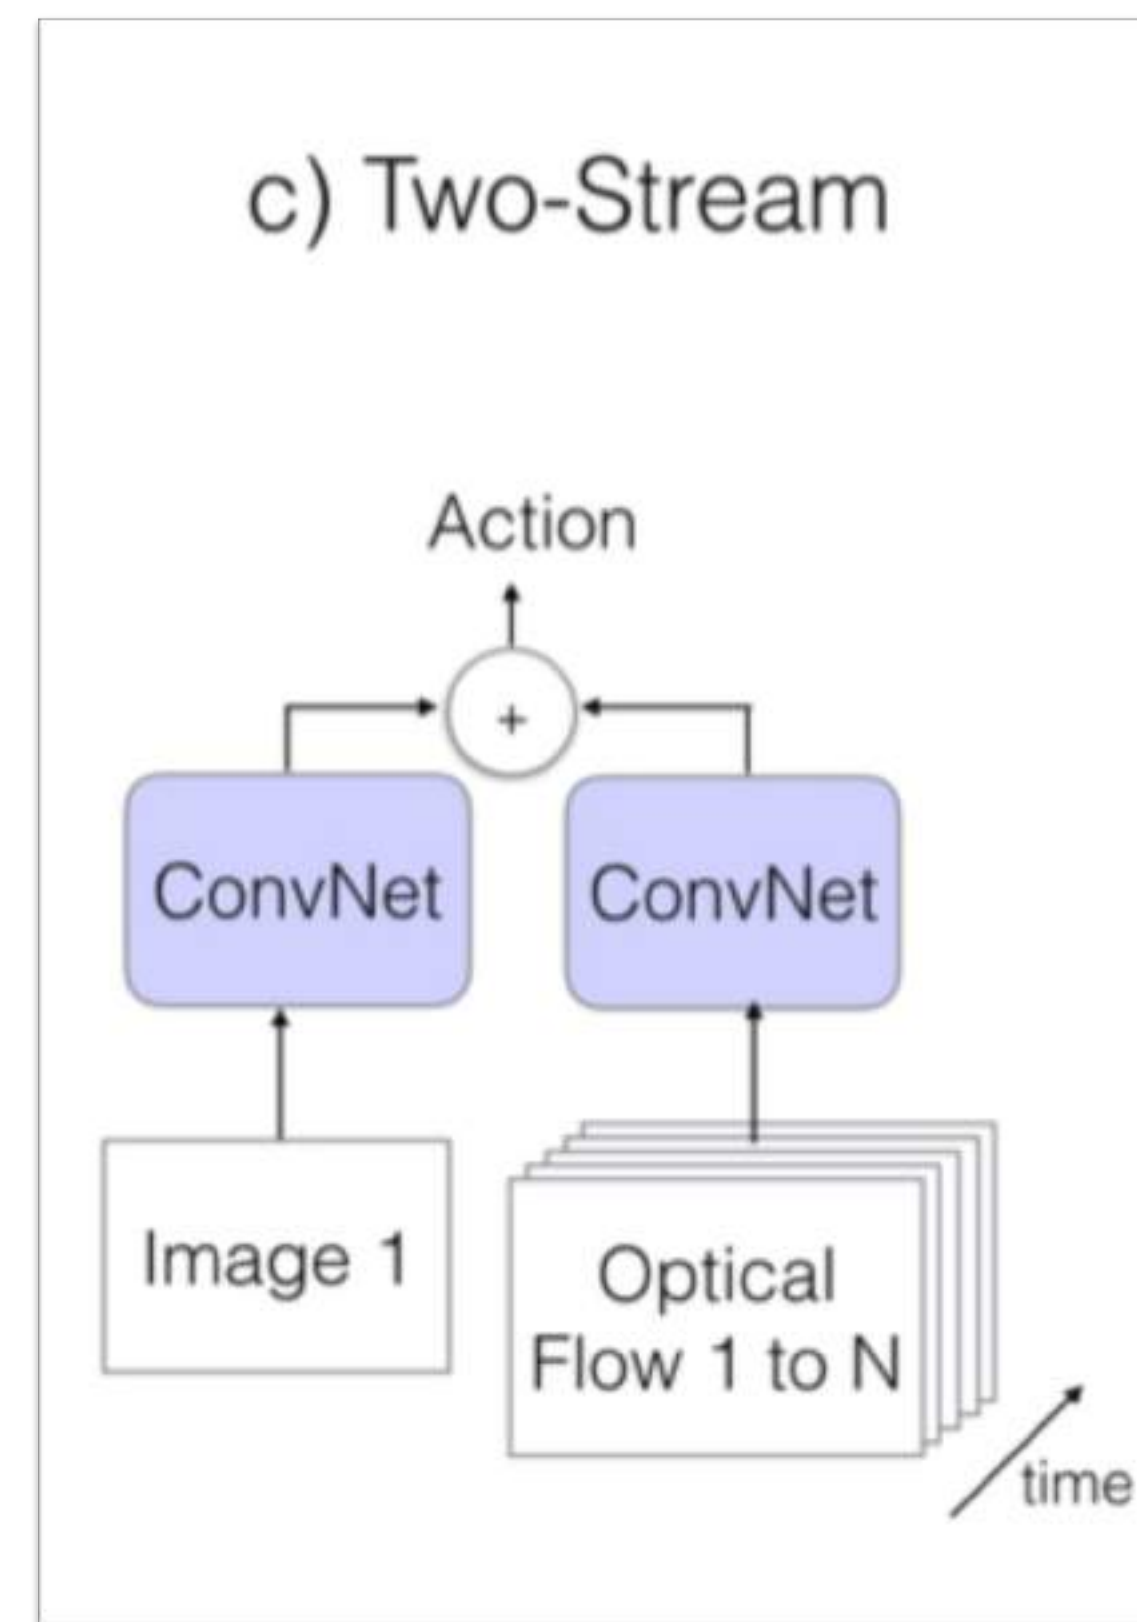 c) Two-Stream
Action
+
ConvNet
ConvNet
Image 1
Optical
Flow 1 to N
time